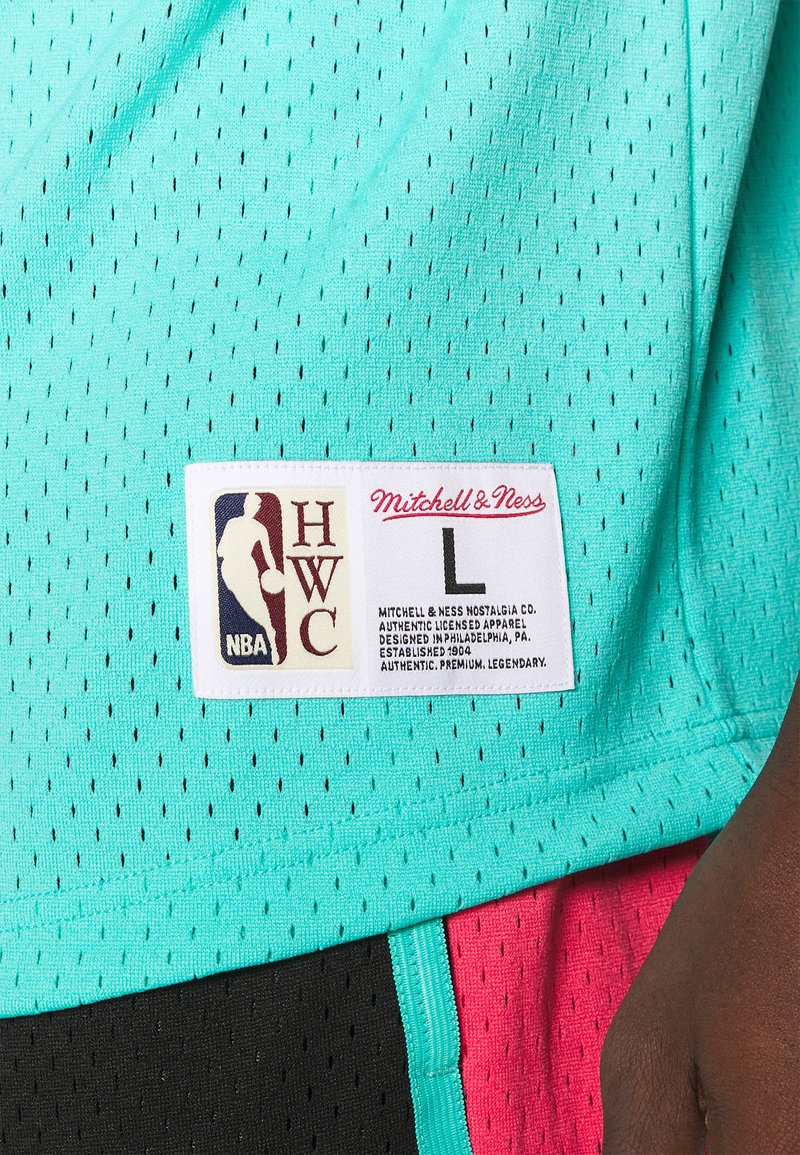 NBA
H
W
C
Mitchell & Ness
L
MITCHELL & NESS NOSTALGIA CO.
AUTHENTIC LICENSED APPAREL
DESIGNED IN PHILADELPHIA, PA.
ESTABLISHED 1904
AUTHENTIC. PREMIUM. LEGENDARY.